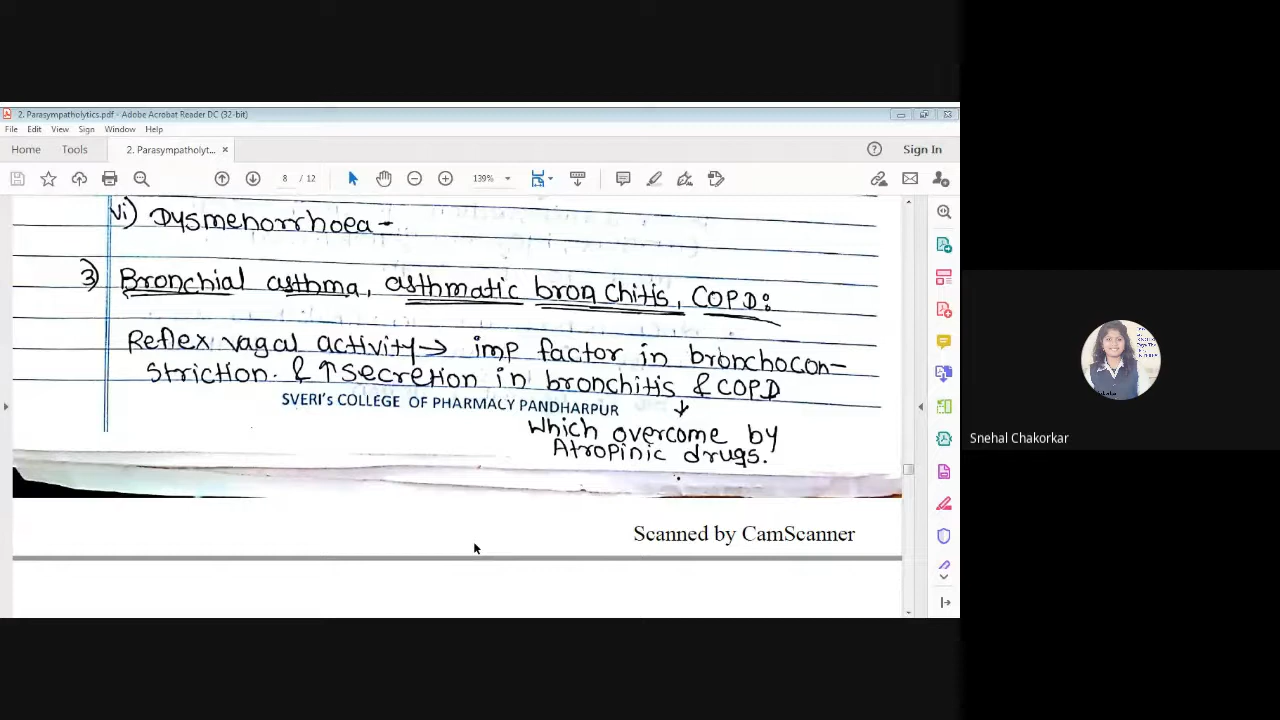 2. Parasympatholytics.pdf - Adobe Acrobat Reader DC (32-bit)
File Edit View Sign Window Help
Home Tools 2. Parasympatholyt... × Sign In
8 / 12 139%
vi) Dysmenorrhoea -
3) Bronchial asthma, asthmatic bronchitis, COPD:
Reflex vagal activity → imp factor in bronchocon-
striction. & ↑ secretion in bronchitis & COPD
SVERI's COLLEGE OF PHARMACY PANDHARPUR ↓
Which overcome by
Atropinic drugs.
Scanned by CamScanner
Snehal Chakorkar